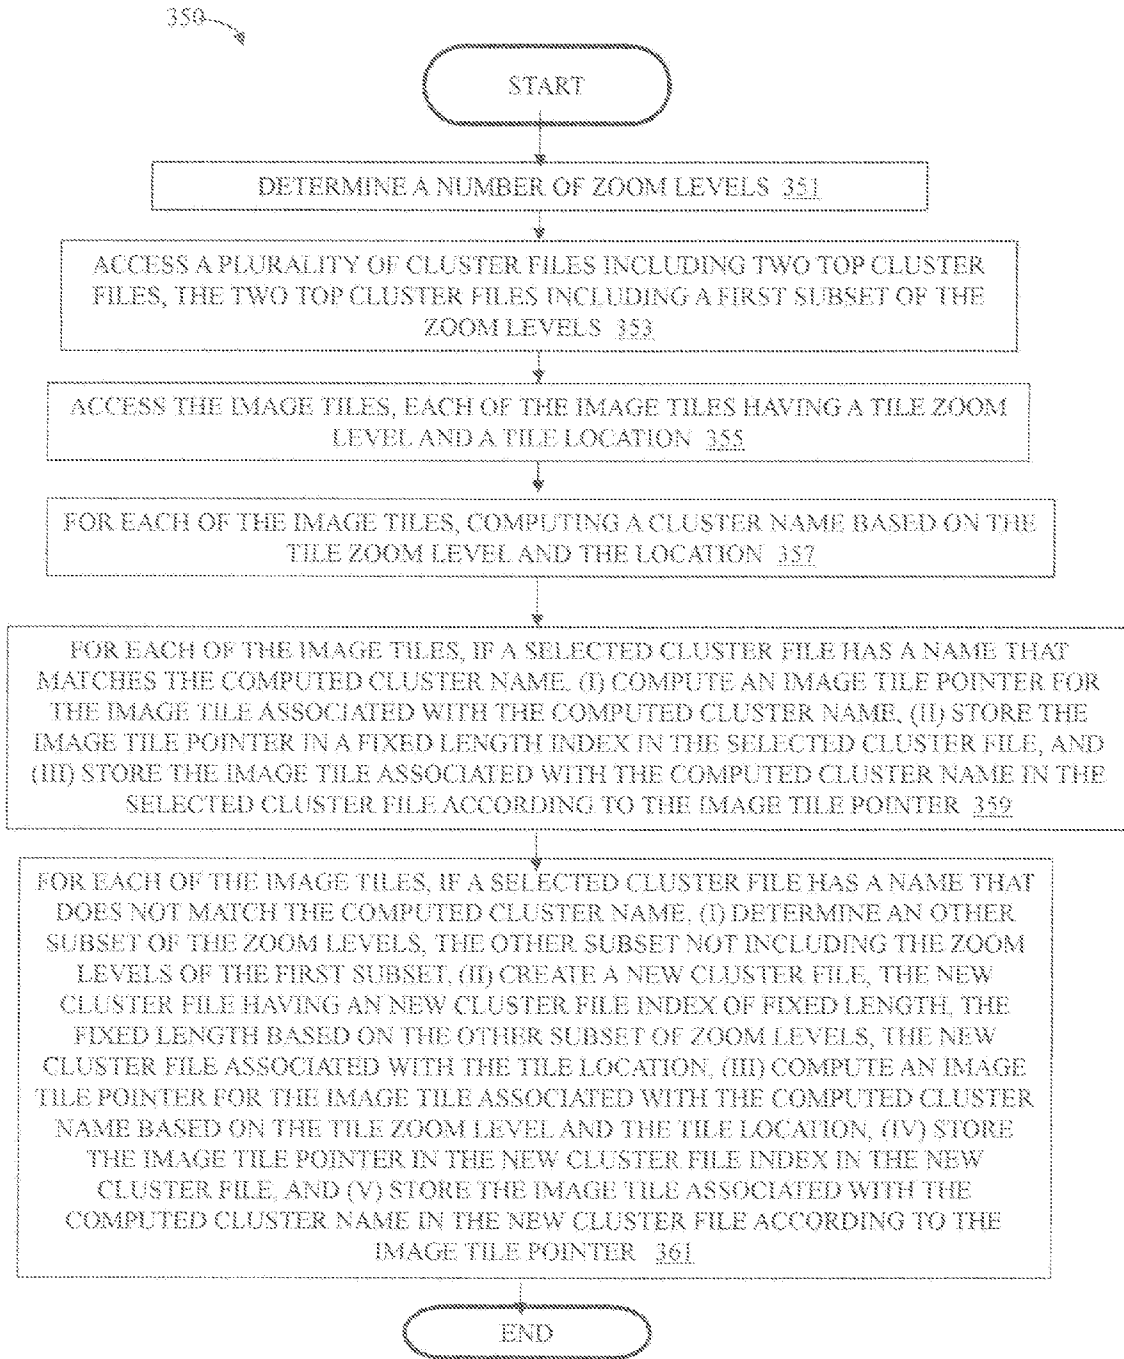 350
START
DETERMINE A NUMBER OF ZOOM LEVELS 351
ACCESS A PLURALITY OF CLUSTER FILES INCLUDING TWO TOP CLUSTER
FILES, THE TWO TOP CLUSTER FILES INCLUDING A FIRST SUBSET OF THE
ZOOM LEVELS 353
ACCESS THE IMAGE TILES, EACH OF THE IMAGE TILES HAVING A TILE ZOOM
LEVEL AND A TILE LOCATION 355
FOR EACH OF THE IMAGE TILES, COMPUTING A CLUSTER NAME BASED ON THE
TILE ZOOM LEVEL AND THE LOCATION 357
FOR EACH OF THE IMAGE TILES, IF A SELECTED CLUSTER FILE HAS A NAME THAT
MATCHES THE COMPUTED CLUSTER NAME, (I) COMPUTE AN IMAGE TILE POINTER FOR
THE IMAGE TILE ASSOCIATED WITH THE COMPUTED CLUSTER NAME, (II) STORE THE
IMAGE TILE POINTER IN A FIXED LENGTH INDEX IN THE SELECTED CLUSTER FILE, AND
(III) STORE THE IMAGE TILE ASSOCIATED WITH THE COMPUTED CLUSTER NAME IN THE
SELECTED CLUSTER FILE ACCORDING TO THE IMAGE TILE POINTER 359
FOR EACH OF THE IMAGE TILES, IF A SELECTED CLUSTER FILE HAS A NAME THAT
DOES NOT MATCH THE COMPUTED CLUSTER NAME, (I) DETERMINE AN OTHER
SUBSET OF THE ZOOM LEVELS, THE OTHER SUBSET NOT INCLUDING THE ZOOM
LEVELS OF THE FIRST SUBSET, (II) CREATE A NEW CLUSTER FILE, THE NEW
CLUSTER FILE HAVING AN NEW CLUSTER FILE INDEX OF FIXED LENGTH, THE
FIXED LENGTH BASED ON THE OTHER SUBSET OF ZOOM LEVELS, THE NEW
CLUSTER FILE ASSOCIATED WITH THE TILE LOCATION, (III) COMPUTE AN IMAGE
TILE POINTER FOR THE IMAGE TILE ASSOCIATED WITH THE COMPUTED CLUSTER
NAME BASED ON THE TILE ZOOM LEVEL AND THE TILE LOCATION, (IV) STORE
THE IMAGE TILE POINTER IN THE NEW CLUSTER FILE INDEX IN THE NEW
CLUSTER FILE, AND (V) STORE THE IMAGE TILE ASSOCIATED WITH THE
COMPUTED CLUSTER NAME IN THE NEW CLUSTER FILE ACCORDING TO THE
IMAGE TILE POINTER 361
END